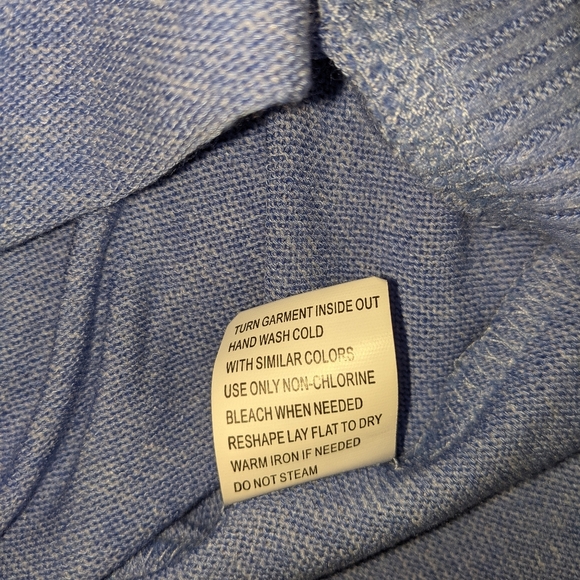 TURN GARMENT INSIDE OUT
HAND WASH COLD
WITH SIMILAR COLORS
USE ONLY NON-CHLORINE
BLEACH WHEN NEEDED
RESHAPE LAY FLAT TO DRY
WARM IRON IF NEEDED
DO NOT STEAM